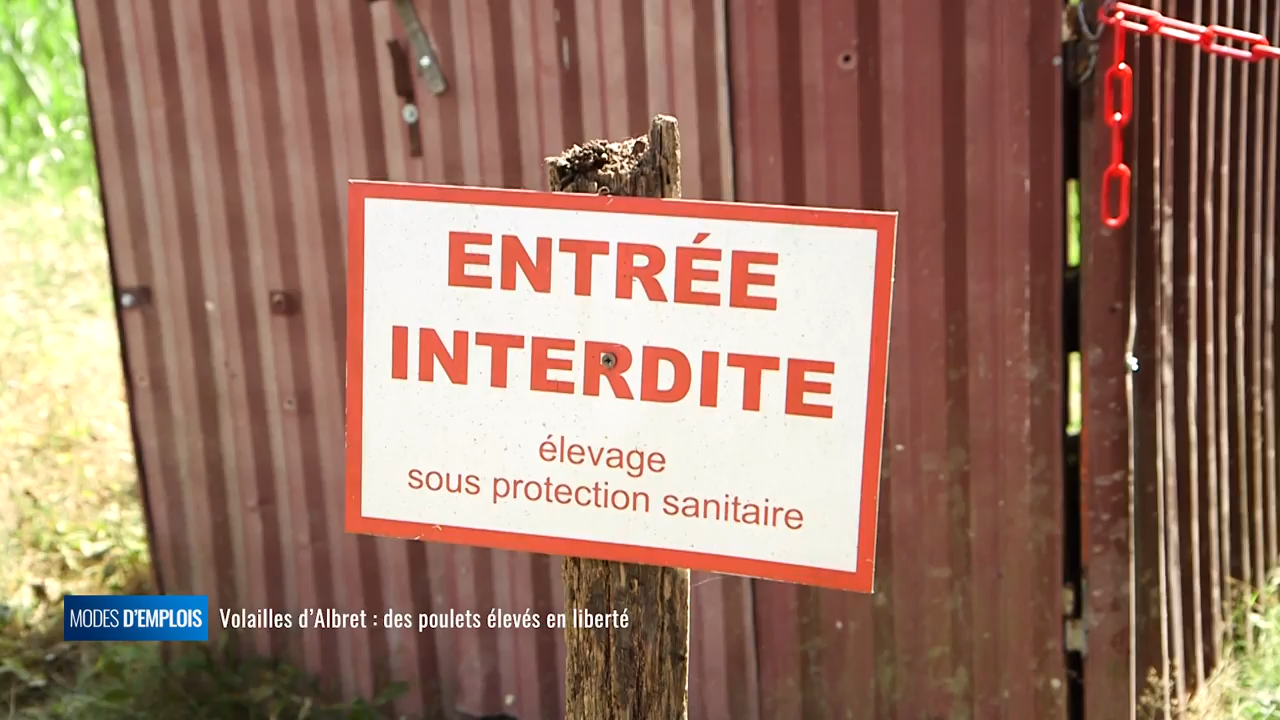 ENTRÉE
INTERDITE
élevage
sous protection sanitaire
MODES D'EMPLOIS Volailles d'Albret : des poulets élevés en liberté